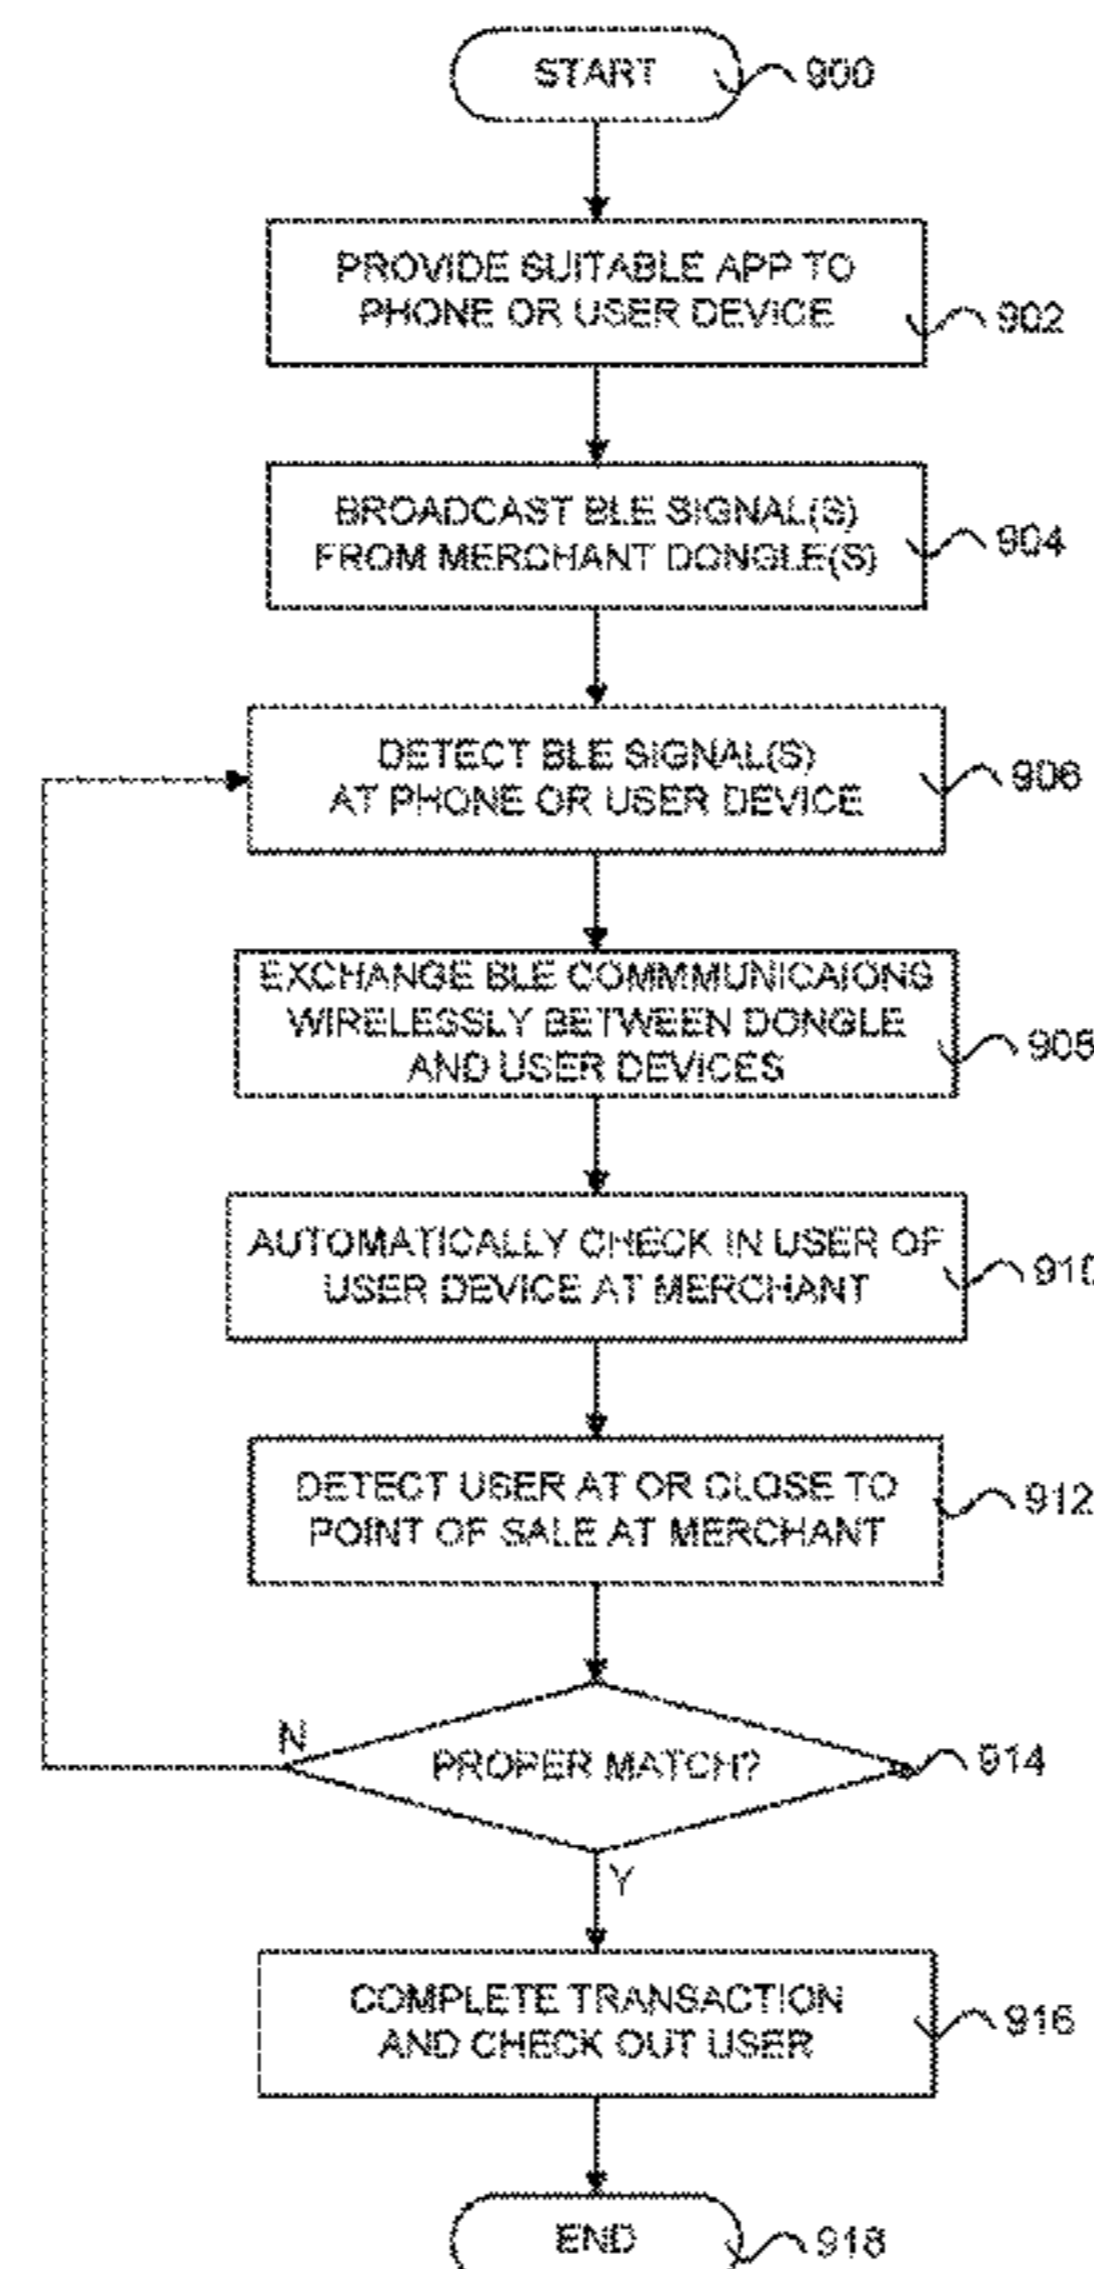 START
900
PROVIDE SUITABLE APP TO
PHONE OR USER DEVICE
902
BROADCAST BLE SIGNAL(S)
FROM MERCHANT DONGLE(S)
904
DETECT BLE SIGNAL(S)
AT PHONE OR USER DEVICE
906
EXCHANGE BLE COMMMUNICAIONS
WIRELESSLY BETWEEN DONGLE
AND USER DEVICES
908
AUTOMATICALLY CHECK IN USER OF
USER DEVICE AT MERCHANT
910
DETECT USER AT OR CLOSE TO
POINT OF SALE AT MERCHANT
912
N
PROPER MATCH?
914
Y
COMPLETE TRANSACTION
AND CHECK OUT USER
916
END
918